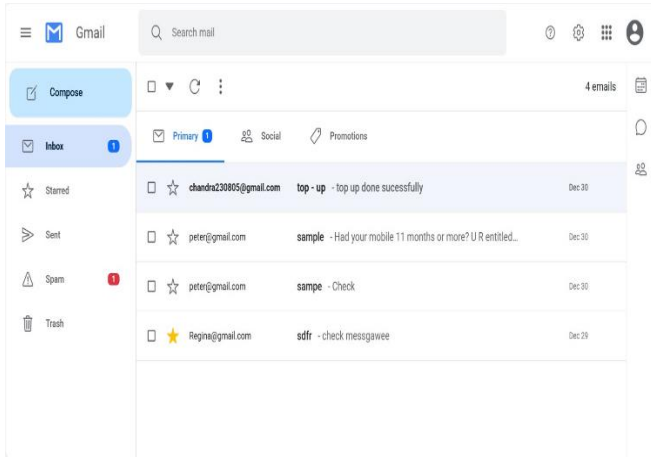 Gmail
Search mail
Compose
4 emails
Inbox 1
Primary 1 Social Promotions
Starred
chandra230805@gmail.com top - up - top up done sucessfully Dec 30
Sent
peter@gmail.com sample - Had your mobile 11 months or more? U R entitled... Dec 30
Spam 1
peter@gmail.com sampe - Check Dec 30
Trash
Regina@gmail.com sdfr - check messgawee Dec 29